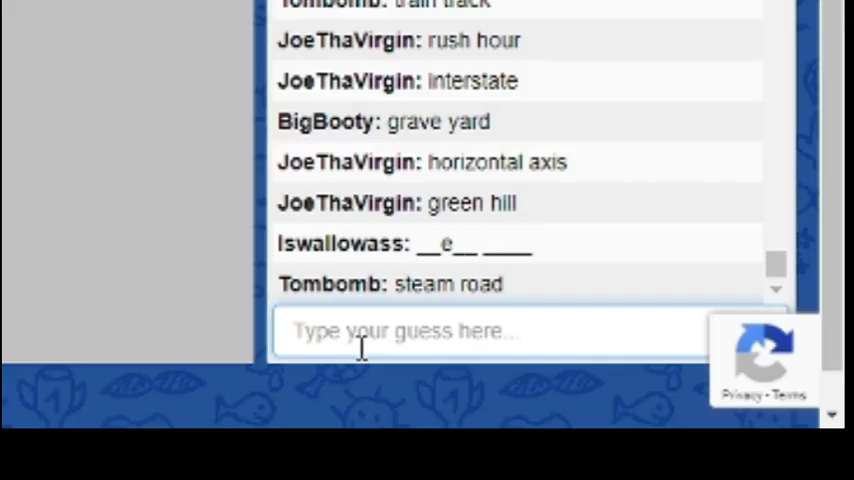 Tombomb: train track
JoeThaVirgin: rush hour
JoeThaVirgin: interstate
BigBooty: grave yard
JoeThaVirgin: horizontal axis
JoeThaVirgin: green hill
Iswallowass: __e__ ____
Tombomb: steam road
Type your guess here...
Privacy - Terms